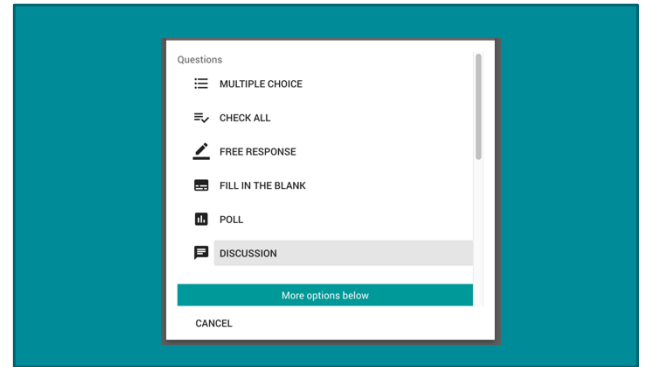 Questions
MULTIPLE CHOICE
CHECK ALL
FREE RESPONSE
FILL IN THE BLANK
POLL
DISCUSSION
More options below
CANCEL